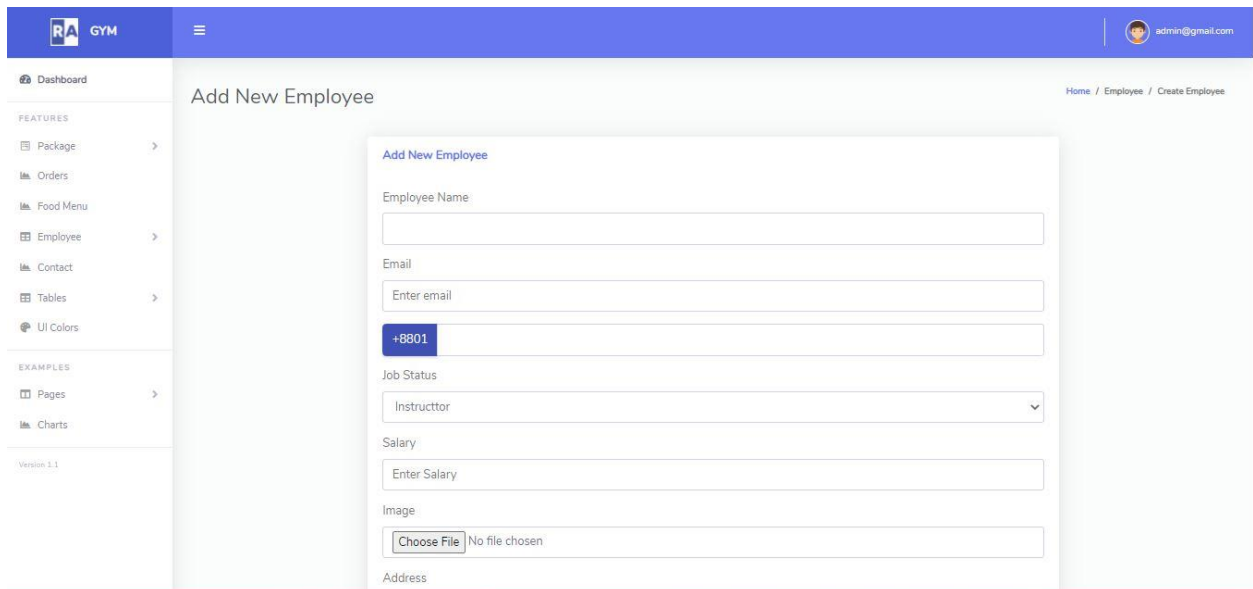 RA GYM
admin@gmail.com
Dashboard
Add New Employee
Home / Employee / Create Employee
FEATURES
Package
Orders
Food Menu
Employee
Contact
Tables
UI Colors
EXAMPLES
Pages
Charts
Version 1.1
Add New Employee
Employee Name
Email
Enter email
+8801
Job Status
Instructtor
Salary
Enter Salary
Image
Choose File No file chosen
Address